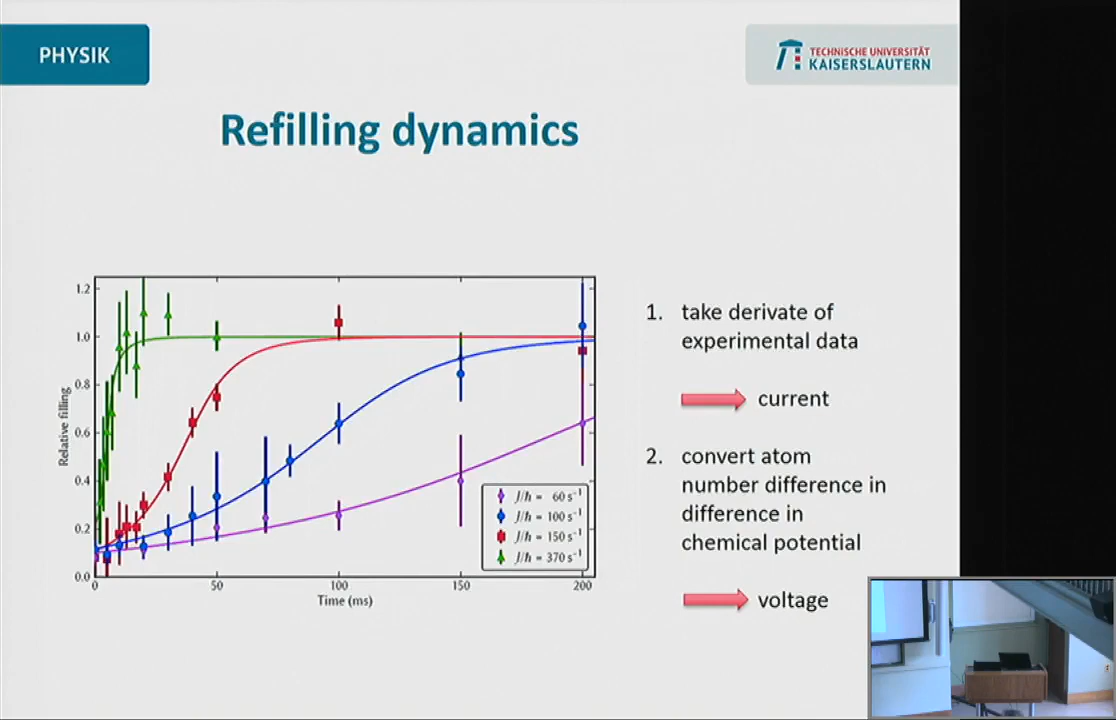 PHYSIK
TECHNISCHE UNIVERSITÄT
KAISERSLAUTERN
Refilling dynamics
1.2
1.0
0.8
0.6
0.4
0.2
0.0
Relative filling
0
50
100
150
200
Time (ms)
J/h = 60 s⁻¹
J/h = 100 s⁻¹
J/h = 150 s⁻¹
J/h = 370 s⁻¹
1. take derivate of
experimental data
current
2. convert atom
number difference in
difference in
chemical potential
voltage